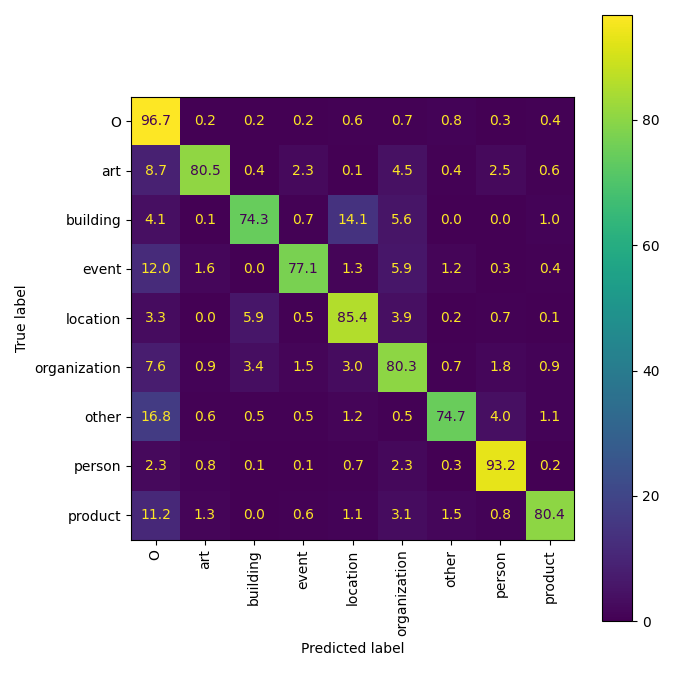 O 96.7 0.2 0.2 0.2 0.6 0.7 0.8 0.3 0.4
art 8.7 80.5 0.4 2.3 0.1 4.5 0.4 2.5 0.6
building 4.1 0.1 74.3 0.7 14.1 5.6 0.0 0.0 1.0
event 12.0 1.6 0.0 77.1 1.3 5.9 1.2 0.3 0.4
location 3.3 0.0 5.9 0.5 85.4 3.9 0.2 0.7 0.1
organization 7.6 0.9 3.4 1.5 3.0 80.3 0.7 1.8 0.9
other 16.8 0.6 0.5 0.5 1.2 0.5 74.7 4.0 1.1
person 2.3 0.8 0.1 0.1 0.7 2.3 0.3 93.2 0.2
product 11.2 1.3 0.0 0.6 1.1 3.1 1.5 0.8 80.4
O art building event location organization other person product
Predicted label
True label
80
60
40
20
0